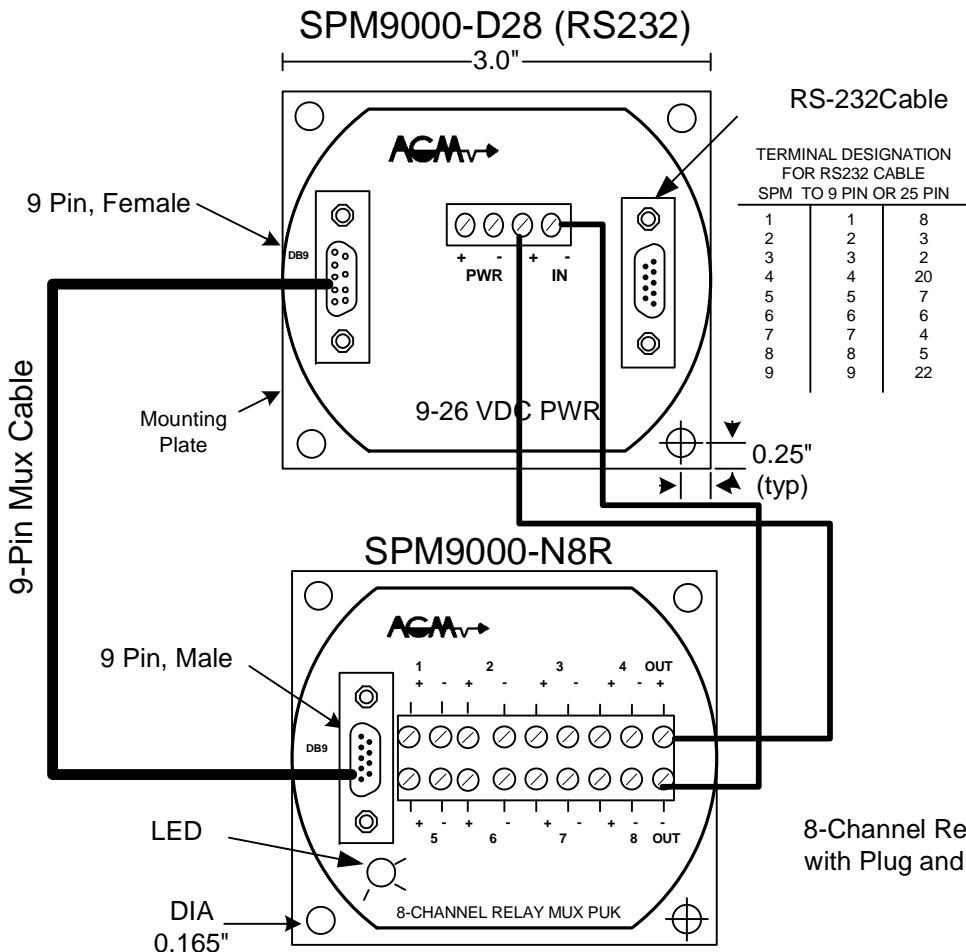 SPM9000-D28 (RS232)
3.0"
RS-232Cable
AGM
TERMINAL DESIGNATION
FOR RS232 CABLE
SPM TO 9 PIN OR 25 PIN
1 1 8
2 2 3
3 3 2
4 4 20
5 5 7
6 6 6
7 7 4
8 8 5
9 9 22
9 Pin, Female
DB9
+ - + -
PWR IN
9-Pin Mux Cable
Mounting
Plate
9-26 VDC PWR
0.25"
(typ)
SPM9000-N8R
AGM
9 Pin, Male
1 2 3 4 OUT
+ - + - + - + - +
DB9
+ - + - + - + - -
5 6 7 8 OUT
LED
8-Channel Re
with Plug and
8-CHANNEL RELAY MUX PUK
DIA
0.165"